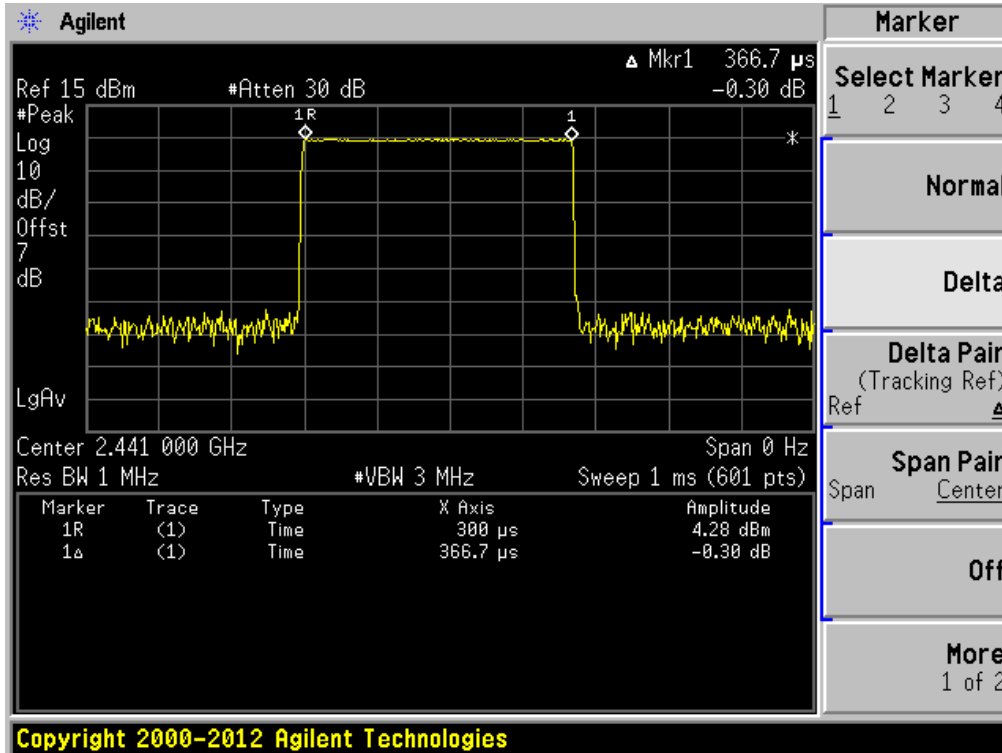 Agilent
Marker
Δ Mkr1 366.7 µs
Ref 15 dBm #Atten 30 dB -0.30 dB
#Peak
Log
10
dB/
Offst
7
dB
LgAv
1R
1
*
Center 2.441 000 GHz Span 0 Hz
Res BW 1 MHz #VBW 3 MHz Sweep 1 ms (601 pts)
Marker Trace Type X Axis Amplitude
1R (1) Time 300 µs 4.28 dBm
1Δ (1) Time 366.7 µs -0.30 dB
Select Marker
1 2 3 4
Normal
Delta
Delta Pair
(Tracking Ref)
Ref Δ
Span Pair
Span Center
Off
More
1 of 2
Copyright 2000-2012 Agilent Technologies